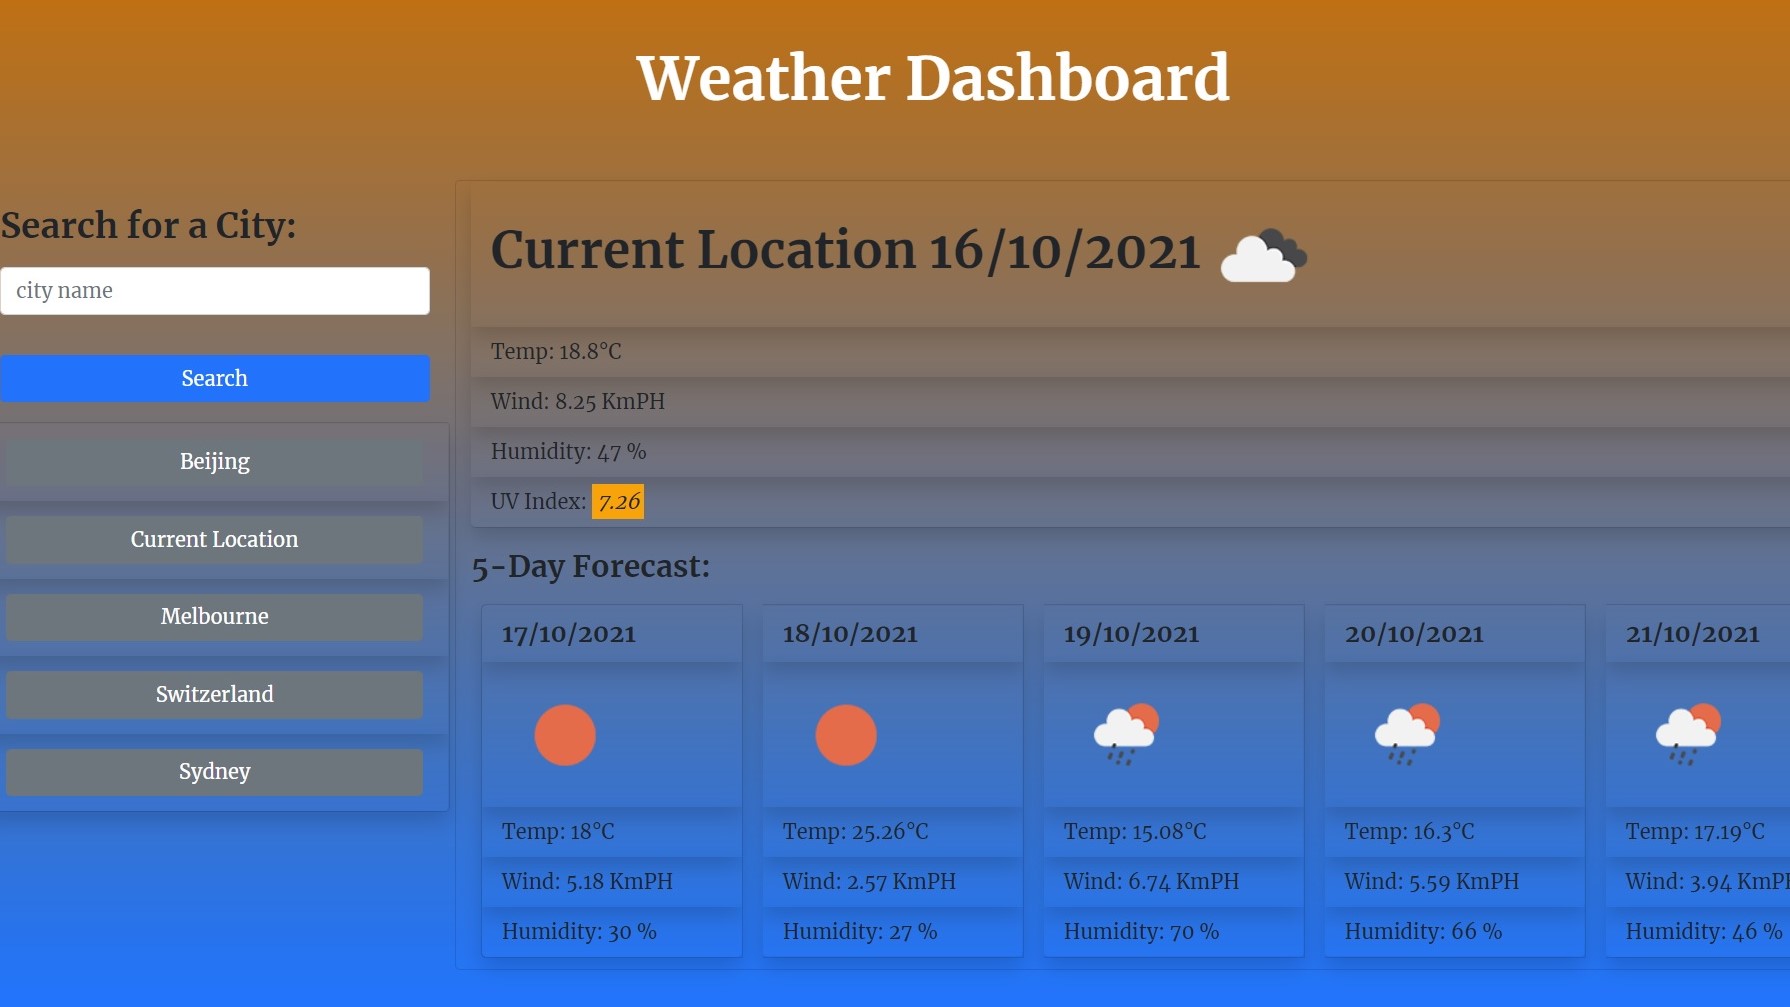 Weather Dashboard
Search for a City:
city name
Search
Beijing
Current Location
Melbourne
Switzerland
Sydney
Current Location 16/10/2021
Temp: 18.8°C
Wind: 8.25 KmPH
Humidity: 47 %
UV Index: 7.26
5-Day Forecast:
17/10/2021
Temp: 18°C
Wind: 5.18 KmPH
Humidity: 30 %
18/10/2021
Temp: 25.26°C
Wind: 2.57 KmPH
Humidity: 27 %
19/10/2021
Temp: 15.08°C
Wind: 6.74 KmPH
Humidity: 70 %
20/10/2021
Temp: 16.3°C
Wind: 5.59 KmPH
Humidity: 66 %
21/10/2021
Temp: 17.19°C
Wind: 3.94 KmPH
Humidity: 46 %